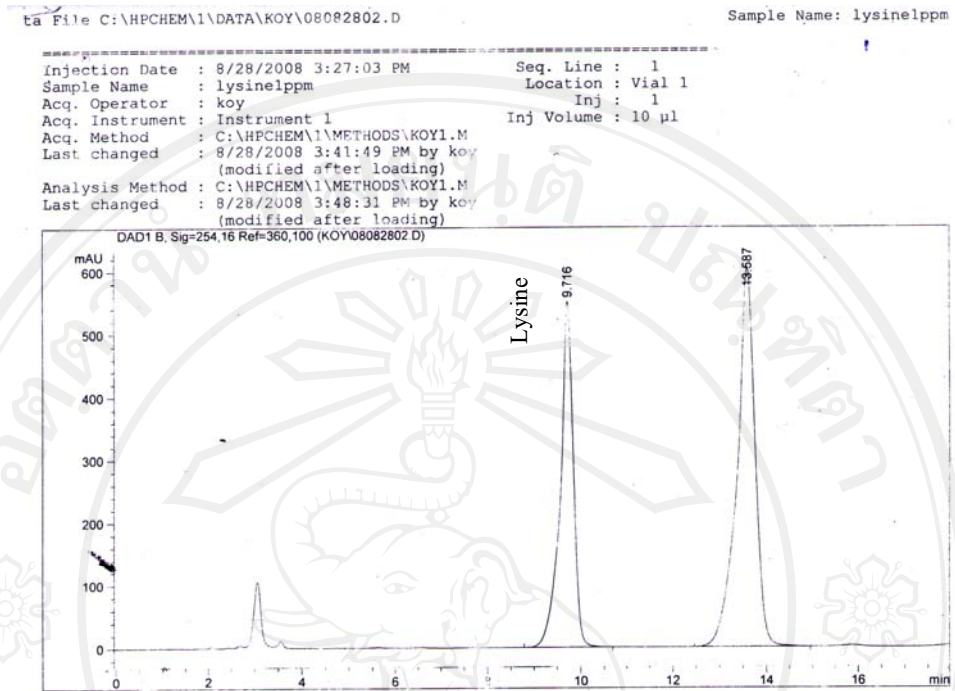 ta File C:\HPCHEM\1\DATA\KOY\08082802.D Sample Name: lysine1ppm
Injection Date : 8/28/2008 3:27:03 PM Seq. Line : 1
Sample Name : lysine1ppm Location : Vial 1
Acq. Operator : koy Inj : 1
Acq. Instrument : Instrument 1 Inj Volume : 10 µl
Acq. Method : C:\HPCHEM\1\METHODS\KOY1.M
Last changed : 8/28/2008 3:41:49 PM by koy
(modified after loading)
Analysis Method : C:\HPCHEM\1\METHODS\KOY1.M
Last changed : 8/28/2008 3:48:31 PM by koy
(modified after loading)
DAD1 B, Sig=254,16 Ref=360,100 (KOY\08082802.D)
mAU
600
500
400
300
200
100
0
Lysine
9.716
13.587
0 2 4 6 8 10 12 14 16 min